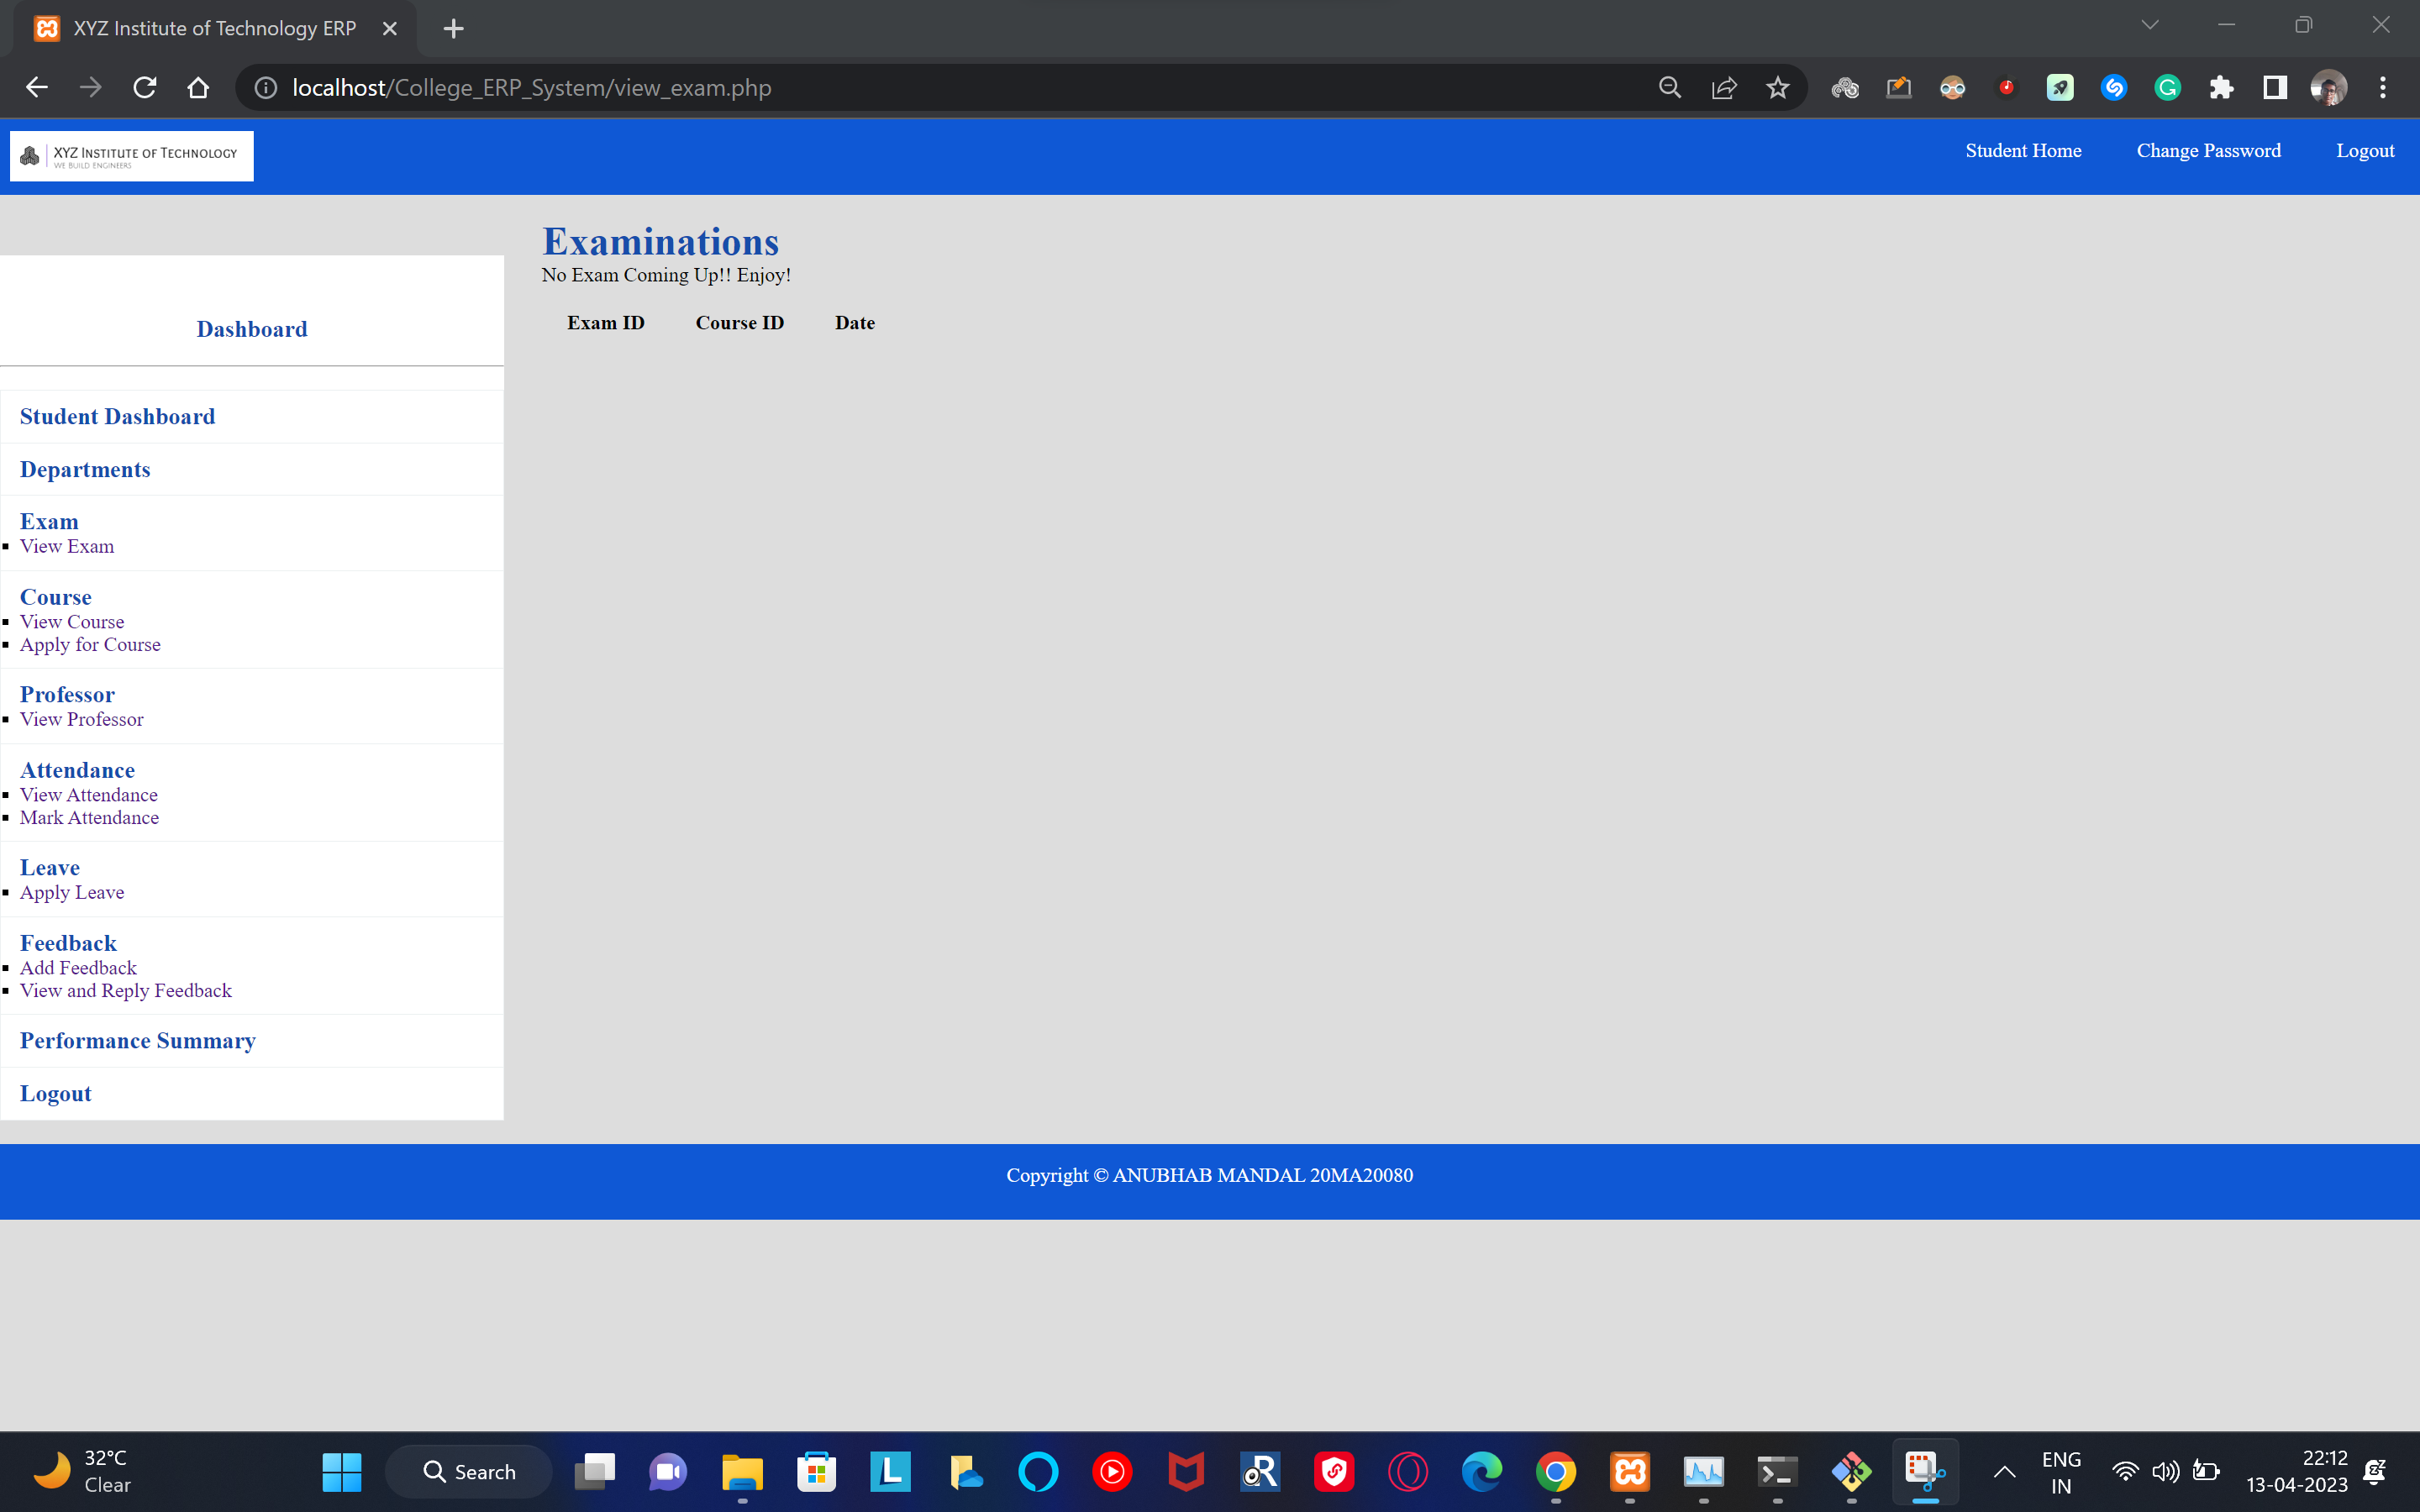 XYZ Institute of Technology ERP
localhost/College_ERP_System/view_exam.php
XYZ INSTITUTE OF TECHNOLOGY
WE BUILD ENGINEERS
Student Home
Change Password
Logout
Examinations
No Exam Coming Up!! Enjoy!
Exam ID Course ID Date
Dashboard
Student Dashboard
Departments
Exam
View Exam
Course
View Course
Apply for Course
Professor
View Professor
Attendance
View Attendance
Mark Attendance
Leave
Apply Leave
Feedback
Add Feedback
View and Reply Feedback
Performance Summary
Logout
Copyright © ANUBHAB MANDAL 20MA20080
32°C
Clear
Search
ENG
IN
22:12
13-04-2023